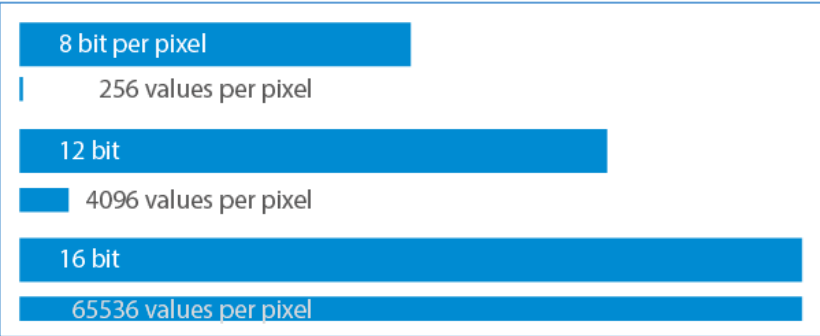 8 bit per pixel
256 values per pixel
12 bit
4096 values per pixel
16 bit
65536 values per pixel